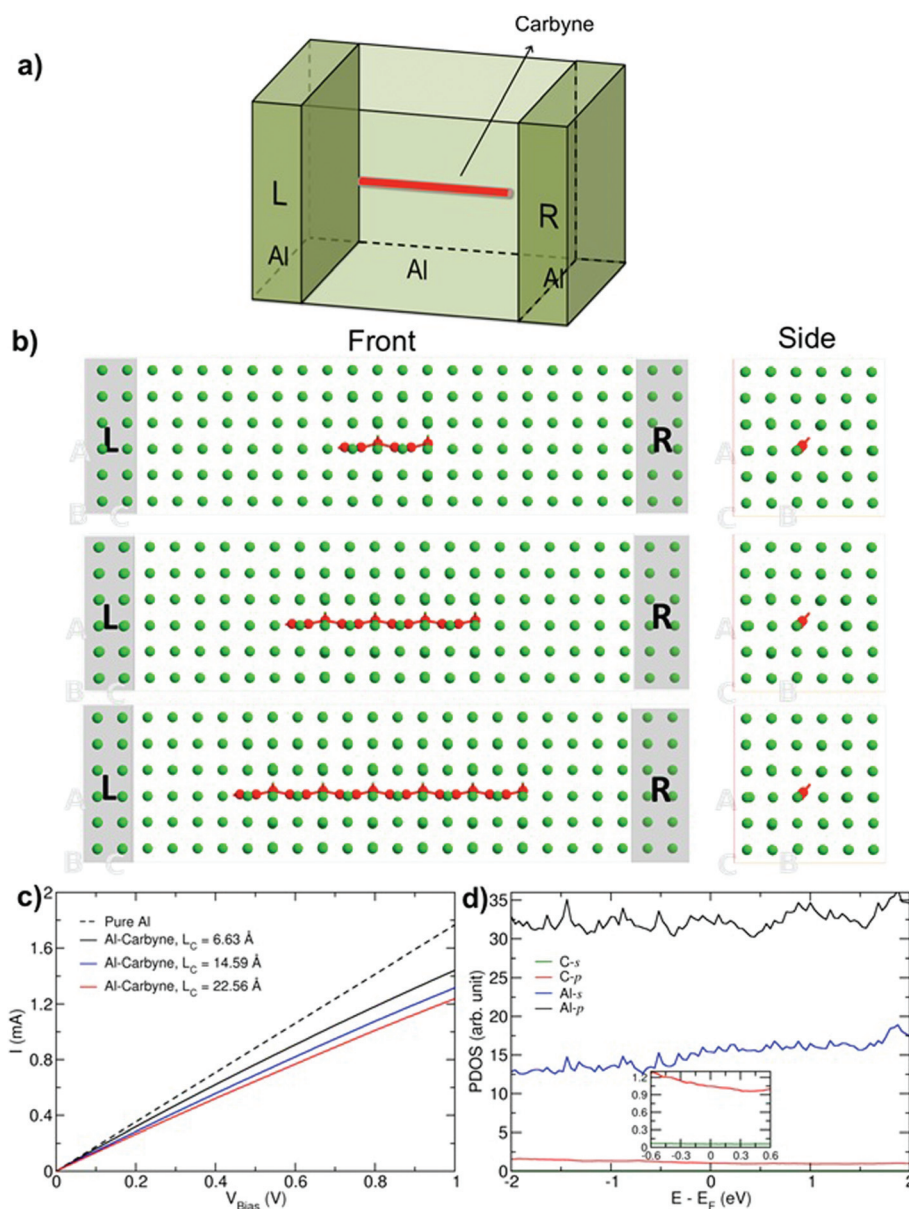 Carbyne
a)
L
Al
Al
R
Al
b)
Front
Side
L
R
A
B C
A
C B
L
R
A
B C
A
C B
L
R
A
B C
A
C B
c)
2
1.6
1.2
0.8
0.4
0
I (mA)
Pure Al
Al-Carbyne, L_C = 6.63 Å
Al-Carbyne, L_C = 14.59 Å
Al-Carbyne, L_C = 22.56 Å
0 0.2 0.4 0.6 0.8 1
V_Bias (V)
d)
35
30
25
20
15
10
5
0
PDOS (arb. unit)
C-s
C-p
Al-s
Al-p
1.2
0.9
0.6
0.3
0
-0.6 -0.3 0 0.3 0.6
-2 -1 0 1 2
E - E_F (eV)